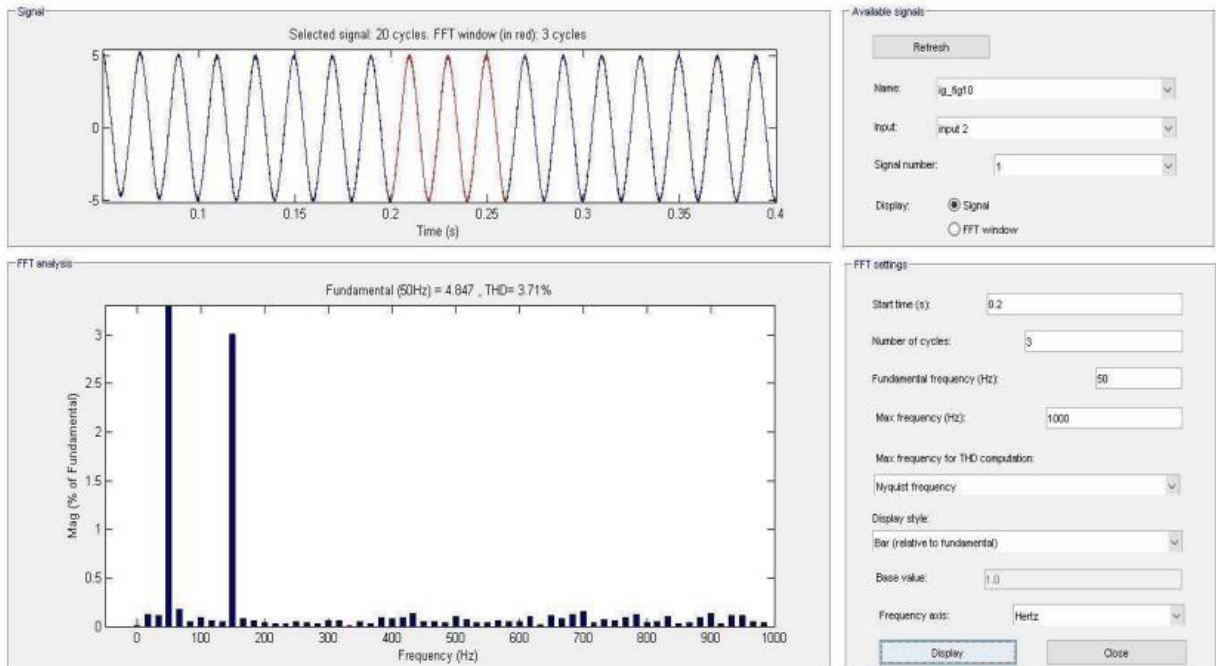 Signal
Selected signal: 20 cycles. FFT window (in red): 3 cycles
5
0
-5
0.1 0.15 0.2 0.25 0.3 0.35 0.4
Time (s)
Available signals
Refresh
Name: ig_fig10
Input: input 2
Signal number: 1
Display: Signal
FFT window
FFT analysis
Fundamental (50Hz) = 4.847 , THD= 3.71%
Mag (% of Fundamental)
3
2.5
2
1.5
1
0.5
0
0 100 200 300 400 500 600 700 800 900 1000
Frequency (Hz)
FFT settings
Start time (s): 0.2
Number of cycles: 3
Fundamental frequency (Hz): 50
Max frequency (Hz): 1000
Max frequency for THD computation:
Nyquist frequency
Display style:
Bar (relative to fundamental)
Base value: 1.0
Frequency axis: Hertz
Display Close